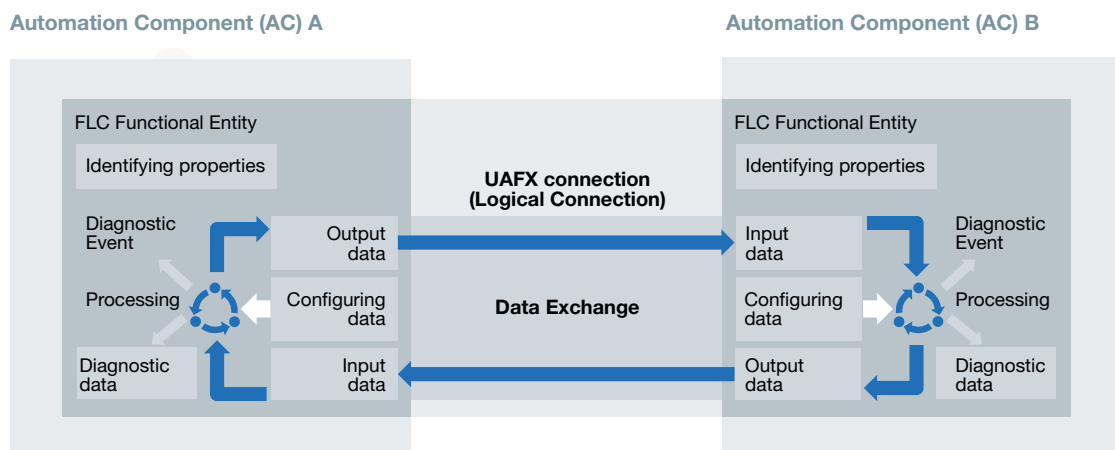 Automation Component (AC) A
Automation Component (AC) B
FLC Functional Entity
Identifying properties
Diagnostic
Event
Output
data
Processing
Configuring
data
Diagnostic
data
Input
data
UAFX connection
(Logical Connection)
Data Exchange
FLC Functional Entity
Identifying properties
Input
data
Diagnostic
Event
Configuring
data
Processing
Output
data
Diagnostic
data